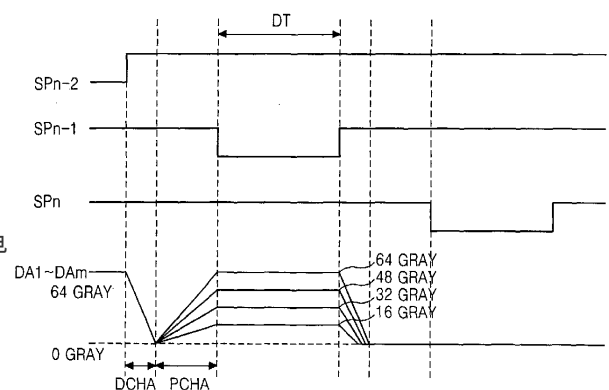 DT
SPn-2
SPn-1
SPn
电
DA1~DAm
64 GRAY
64 GRAY
48 GRAY
32 GRAY
16 GRAY
0 GRAY
DCHA
PCHA